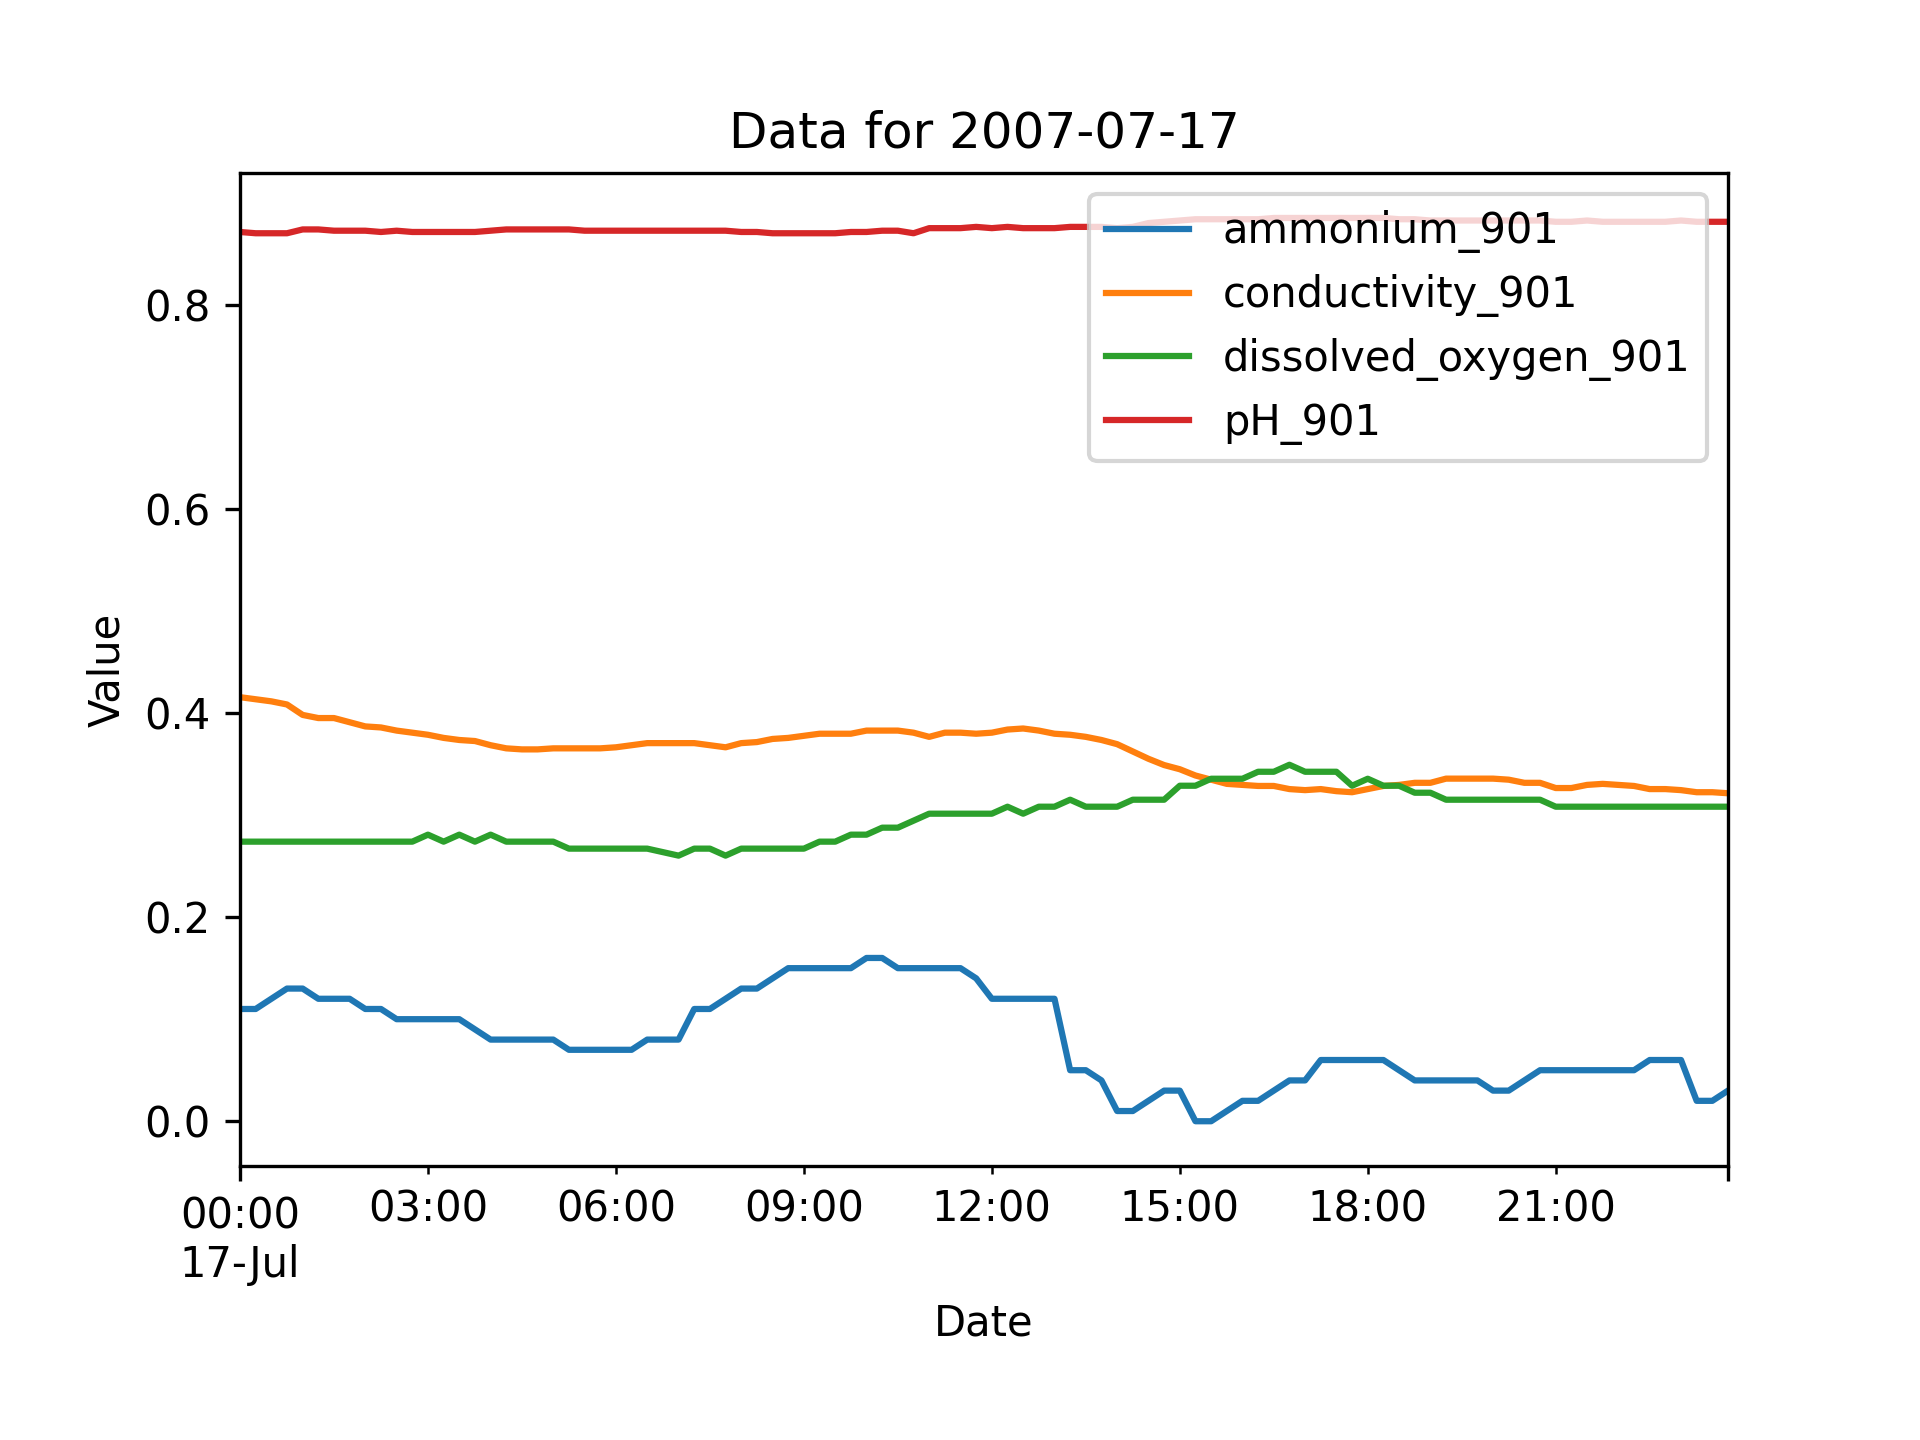 Data for 2007-07-17
ammonium_901
conductivity_901
dissolved_oxygen_901
pH_901
0.8
0.6
0.4
0.2
0.0
Value
00:00 03:00 06:00 09:00 12:00 15:00 18:00 21:00
17-Jul
Date